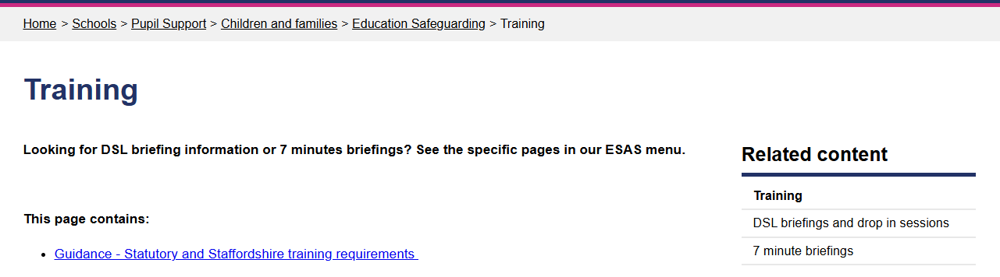 Home > Schools > Pupil Support > Children and families > Education Safeguarding > Training
Training
Looking for DSL briefing information or 7 minutes briefings? See the specific pages in our ESAS menu.
This page contains:
• Guidance - Statutory and Staffordshire training requirements
Related content
Training
DSL briefings and drop in sessions
7 minute briefings